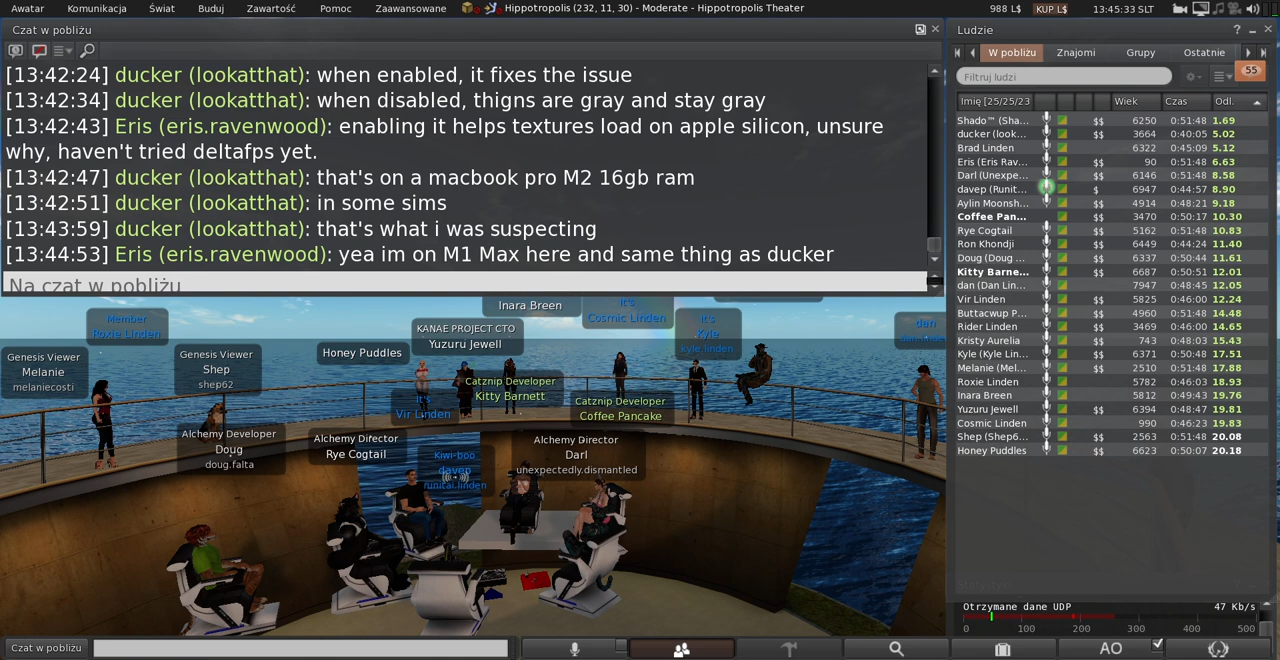 Awatar Komunikacja Świat Buduj Zawartość Pomoc Zaawansowane Hippotropolis (232, 11, 30) - Moderate - Hippotropolis Theater 988 L$ KUP L$ 13:45:33 SLT
Czat w pobliżu
[13:42:24] ducker (lookatthat): when enabled, it fixes the issue
[13:42:34] ducker (lookatthat): when disabled, thigns are gray and stay gray
[13:42:43] Eris (eris.ravenwood): enabling it helps textures load on apple silicon, unsure
why, haven't tried deltafps yet.
[13:42:47] ducker (lookatthat): that's on a macbook pro M2 16gb ram
[13:42:51] ducker (lookatthat): in some sims
[13:43:59] ducker (lookatthat): that's what i was suspecting
[13:44:53] Eris (eris.ravenwood): yea im on M1 Max here and same thing as ducker
Na czat w pobliżu
Inara Breen
It's
Cosmic Linden
Member
Roxie Linden
KANAE PROJECT CTO
Yuzuru Jewell
It's
Kyle
kyle.linden
dan
dan.linden
Genesis Viewer
Melanie
melaniecosti
Genesis Viewer
Shep
shep62
Honey Puddles
Catznip Developer
Kitty Barnett
It's
Vir Linden
Catznip Developer
Coffee Pancake
Alchemy Developer
Doug
doug.falta
Alchemy Director
Rye Cogtail
Kiwi-boo
davep
runitai.linden
Alchemy Director
Darl
unexpectedly.dismantled
Ludzie
W pobliżu Znajomi Grupy Ostatnie
55
Filtruj ludzi
Imię [25/25/23 Wiek Czas Odl.
Shado™ (Sha... $$ 6250 0:51:48 1.69
ducker (look... $$ 3664 0:40:05 5.02
Brad Linden 6322 0:45:09 5.12
Eris (Eris Rav... $$ 90 0:51:48 6.63
Darl (Unexpe... $$ 6146 0:51:48 8.58
davep (Runit... $ 6947 0:44:57 8.90
Aylin Moonsh... $$ 4914 0:48:21 9.18
Coffee Pan... $$ 3470 0:50:17 10.30
Rye Cogtail $$ 5162 0:51:48 10.83
Ron Khondji $$ 6449 0:44:24 11.40
Doug (Doug ... $$ 6337 0:50:44 11.61
Kitty Barne... $$ 6687 0:50:51 12.01
dan (Dan Lin... 7947 0:48:45 12.05
Vir Linden $$ 5825 0:46:00 12.24
Buttacwup P... $$ 4960 0:51:48 14.48
Rider Linden $$ 3469 0:46:00 14.65
Kristy Aurelia $$ 743 0:48:03 15.43
Kyle (Kyle Lin... $$ 6371 0:50:48 17.51
Melanie (Mel... $$ 2510 0:51:48 17.88
Roxie Linden 5782 0:46:03 18.93
Inara Breen 5812 0:49:43 19.76
Yuzuru Jewell $$ 6394 0:48:47 19.81
Cosmic Linden 990 0:46:23 19.83
Shep (Shep6... $$ 2563 0:51:48 20.08
Honey Puddles $$ 6623 0:50:07 20.18
Otrzymane dane UDP 47 Kb/s
0 100 200 300 400 500
Czat w pobliżu AO